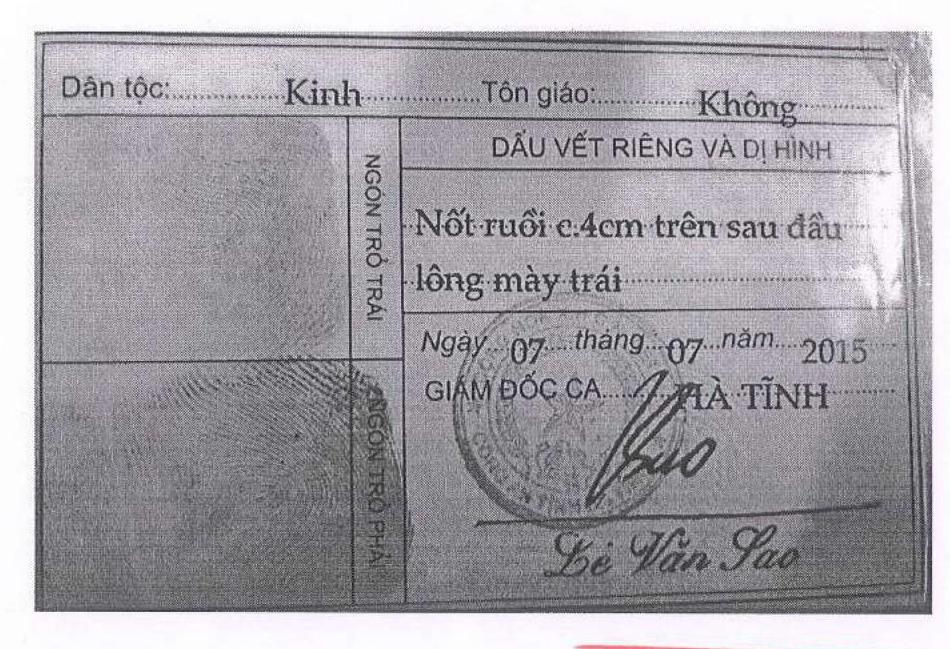 Dân tộc: Kinh Tôn giáo: Không
DẤU VẾT RIÊNG VÀ DỊ HÌNH
NGÓN TRỎ TRÁI
Nốt ruồi c.4cm trên sau đầu
lông mày trái
Ngày 07 tháng 07 năm 2015
GIÁM ĐỐC CA HÀ TĨNH
NGÓN TRỎ PHẢI
Lê Văn Sao